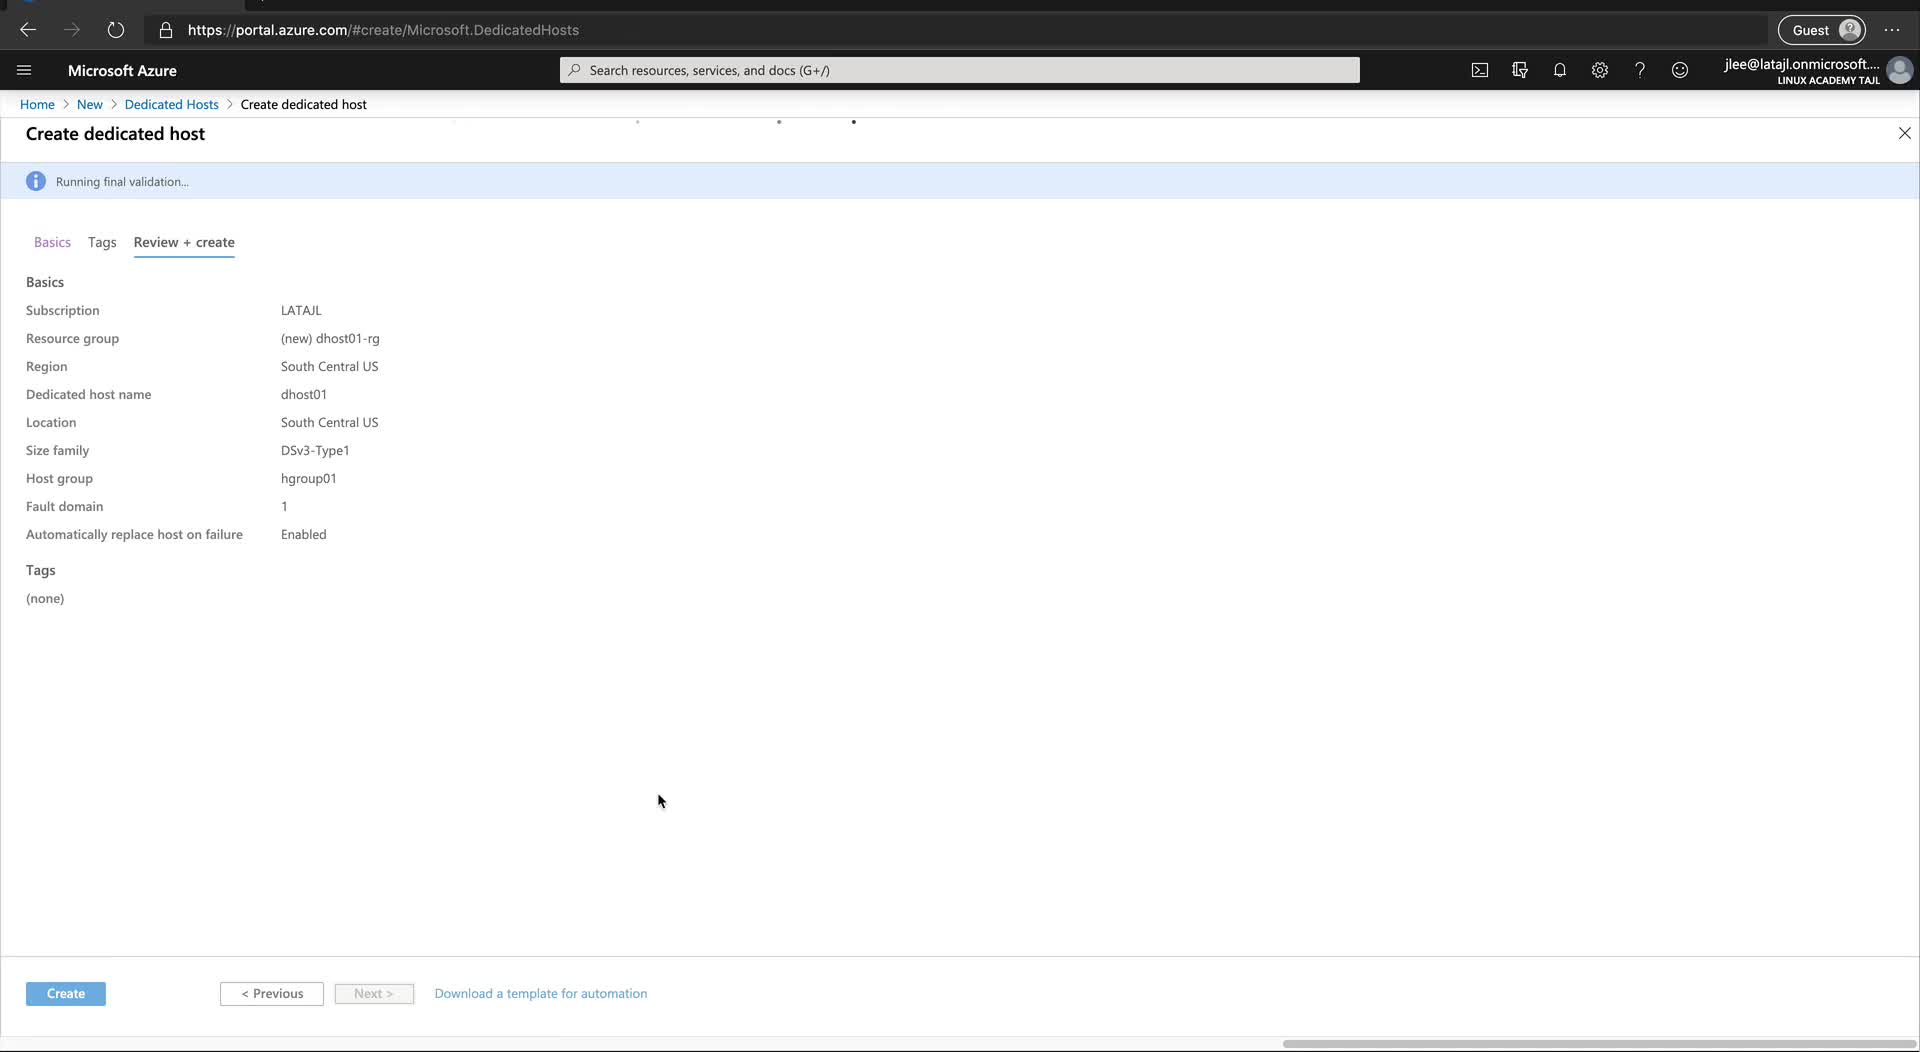 https://portal.azure.com/#create/Microsoft.DedicatedHosts
Guest
Microsoft Azure
Search resources, services, and docs (G+/)
jlee@latajl.onmicrosoft....
LINUX ACADEMY TAJL
Home > New > Dedicated Hosts > Create dedicated host
Create dedicated host
Running final validation...
Basics Tags Review + create
Basics
Subscription LATAJL
Resource group (new) dhost01-rg
Region South Central US
Dedicated host name dhost01
Location South Central US
Size family DSv3-Type1
Host group hgroup01
Fault domain 1
Automatically replace host on failure Enabled
Tags
(none)
Create < Previous Next > Download a template for automation